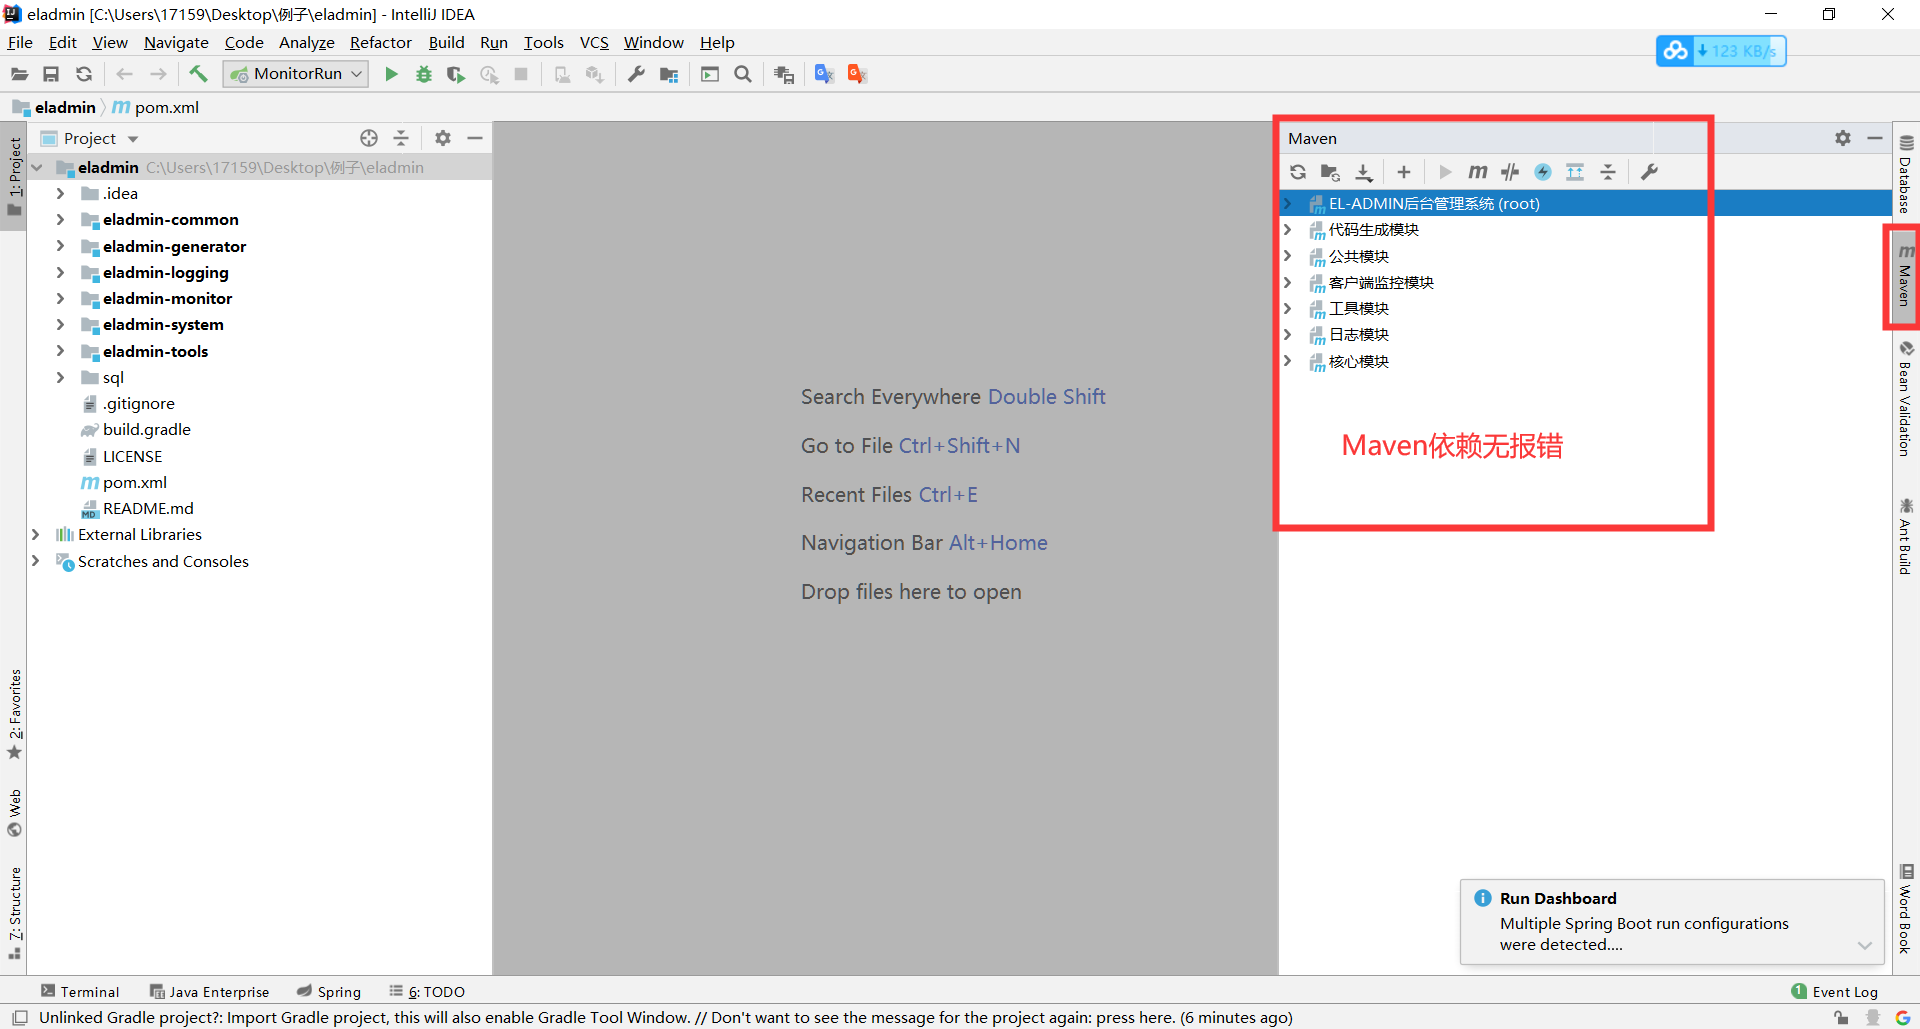 eladmin [C:\Users\17159\Desktop\例子\eladmin] - IntelliJ IDEA
File Edit View Navigate Code Analyze Refactor Build Run Tools VCS Window Help
123 KB/s
MonitorRun
eladmin pom.xml
1: Project
2: Favorites
Web
7: Structure
Project
eladmin C:\Users\17159\Desktop\例子\eladmin
.idea
eladmin-common
eladmin-generator
eladmin-logging
eladmin-monitor
eladmin-system
eladmin-tools
sql
.gitignore
build.gradle
LICENSE
pom.xml
README.md
External Libraries
Scratches and Consoles
Search Everywhere Double Shift
Go to File Ctrl+Shift+N
Recent Files Ctrl+E
Navigation Bar Alt+Home
Drop files here to open
Maven
EL-ADMIN后台管理系统 (root)
代码生成模块
公共模块
客户端监控模块
工具模块
日志模块
核心模块
Maven依赖无报错
Database
Maven
Bean Validation
Ant Build
Word Book
Run Dashboard
Multiple Spring Boot run configurations
were detected....
Terminal Java Enterprise Spring 6: TODO 1 Event Log
Unlinked Gradle project?: Import Gradle project, this will also enable Gradle Tool Window. // Don't want to see the message for the project again: press here. (6 minutes ago)